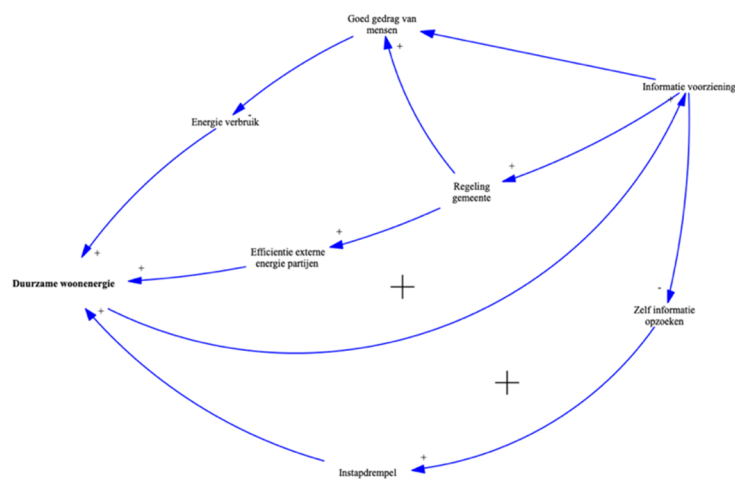 Goed gedrag van
mensen
+
Informatie voorziening
+
Energie verbruik
-
+
Regeling
gemeente
+
Efficientie externe
energie partijen
+
+
Duurzame woonenergie
+
+
-
Zelf informatie
opzoeken
+
+
Instapdrempel